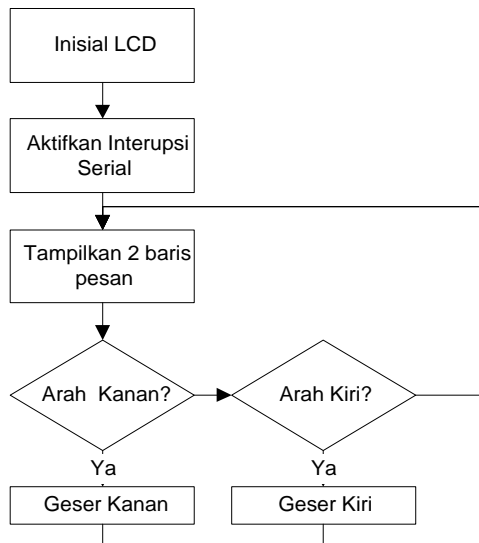 Inisial LCD
Aktifkan Interupsi
Serial
Tampilkan 2 baris
pesan
Arah Kanan?
Arah Kiri?
Ya
Ya
Geser Kanan
Geser Kiri